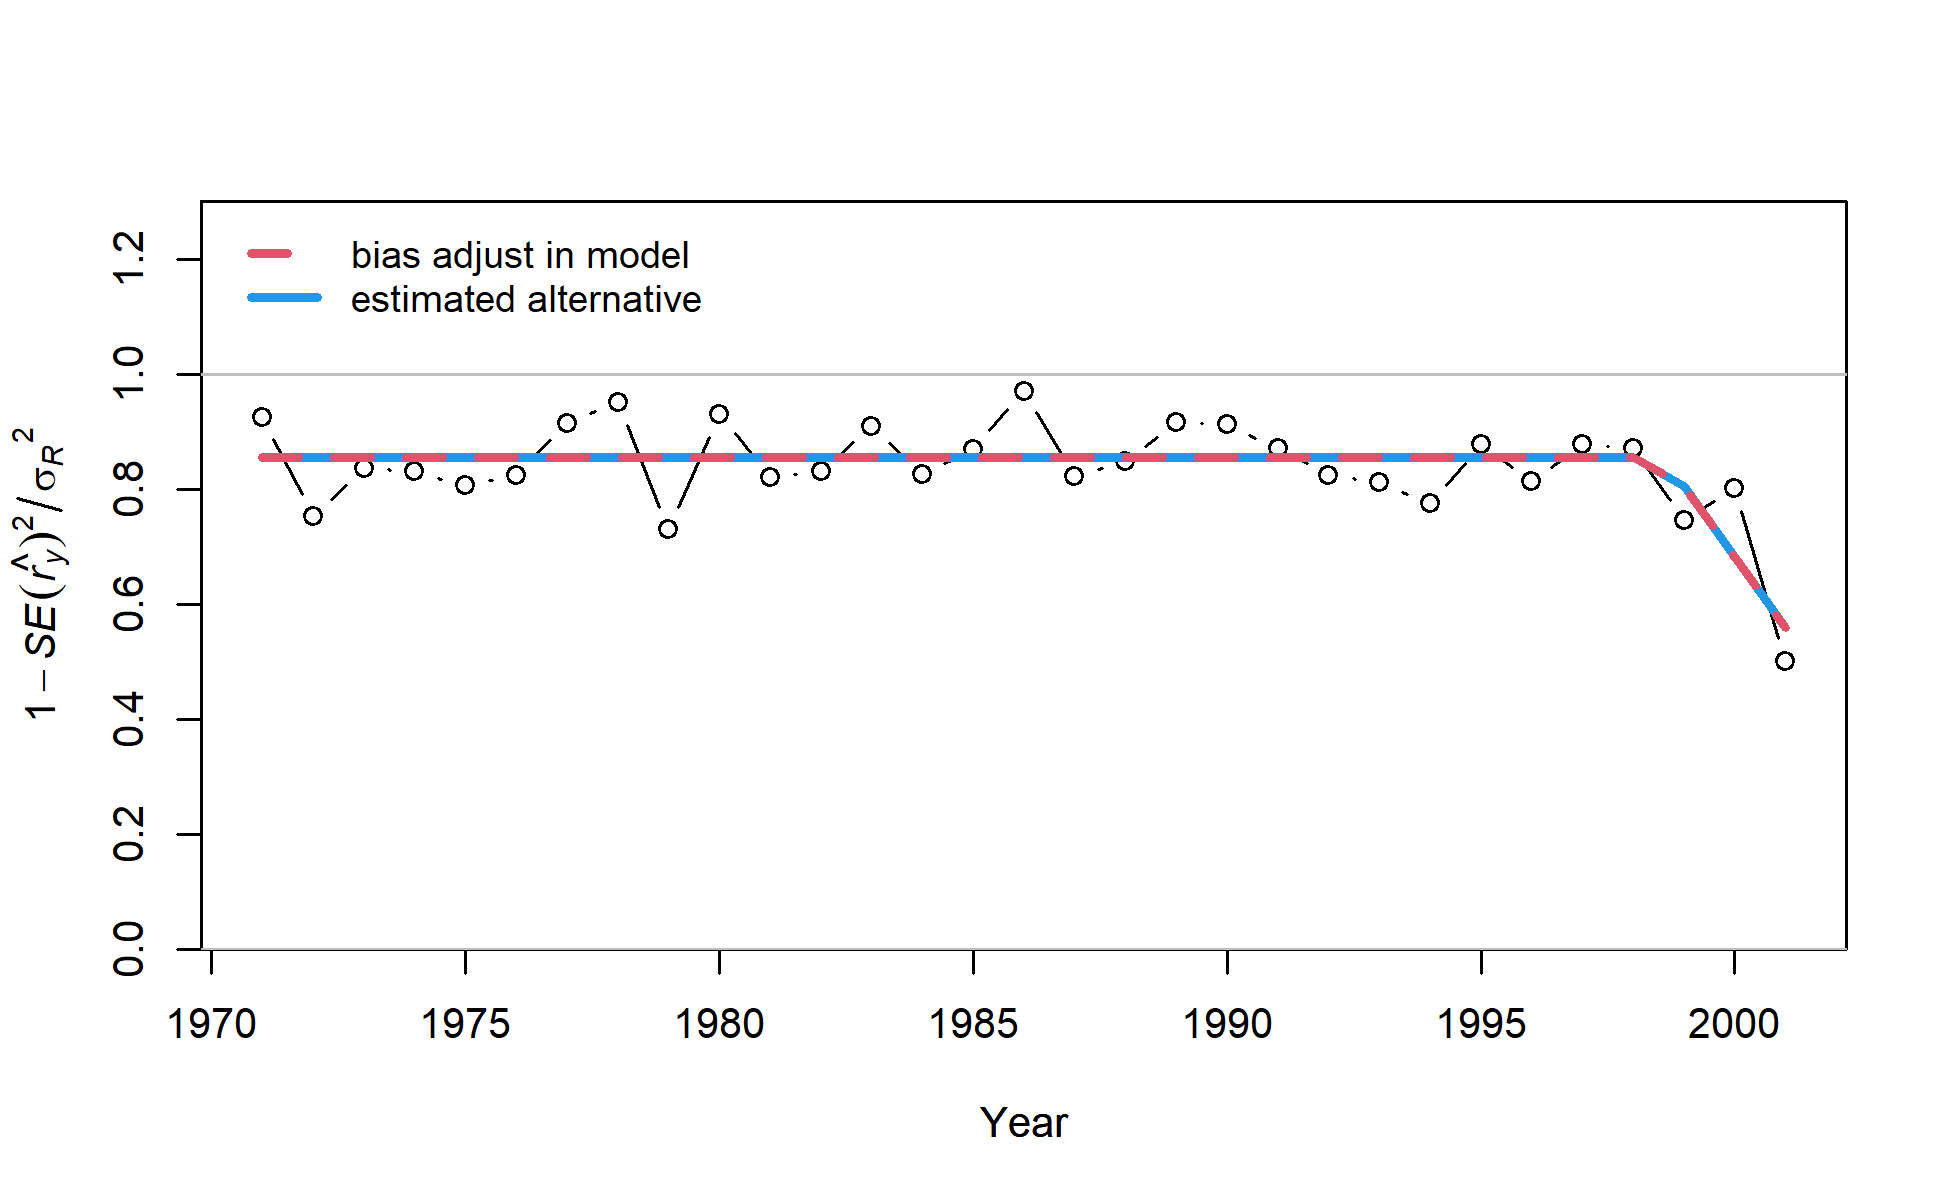 bias adjust in model
estimated alternative
1 − SE(r̂y)² / σR²
1.2
1.0
0.8
0.6
0.4
0.2
0.0
1970 1975 1980 1985 1990 1995 2000
Year